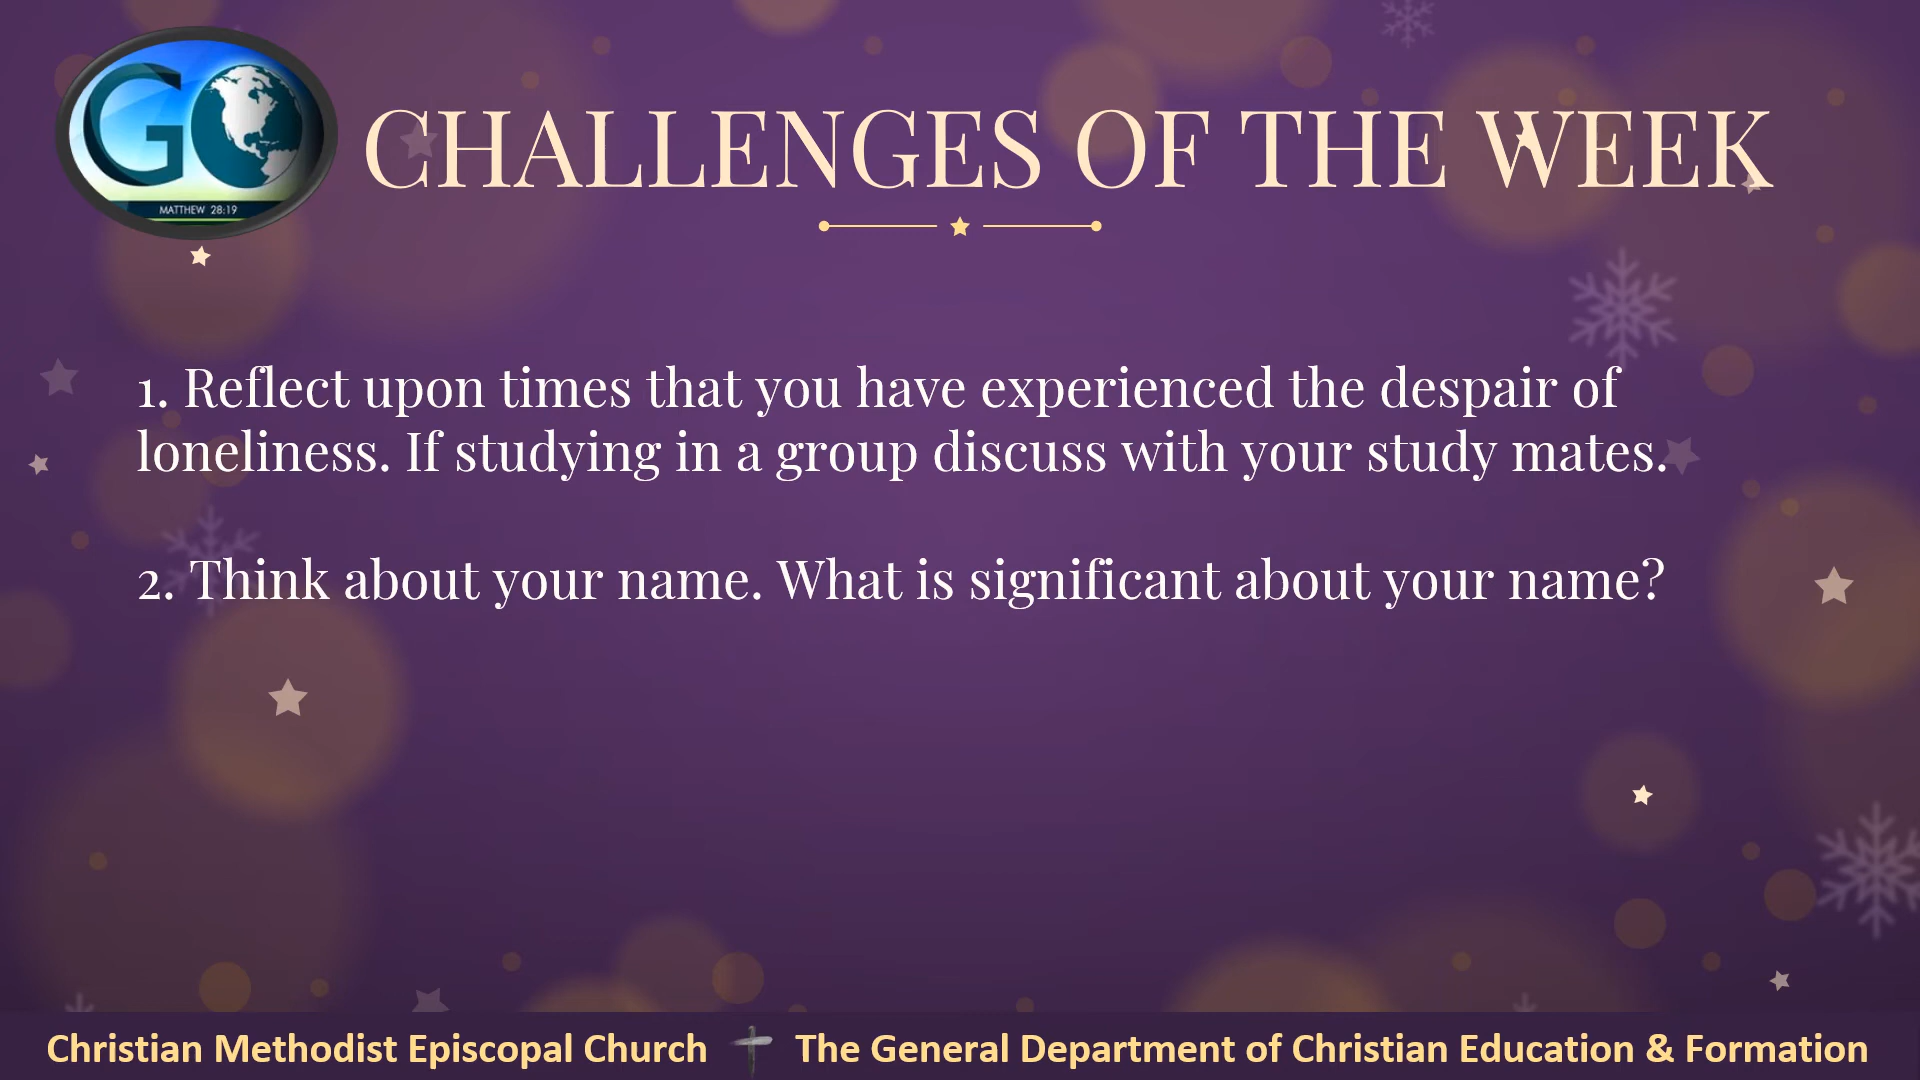 GO
MATTHEW 28:19
CHALLENGES OF THE WEEK
1. Reflect upon times that you have experienced the despair of
loneliness. If studying in a group discuss with your study mates.
2. Think about your name. What is significant about your name?
Christian Methodist Episcopal Church The General Department of Christian Education & Formation